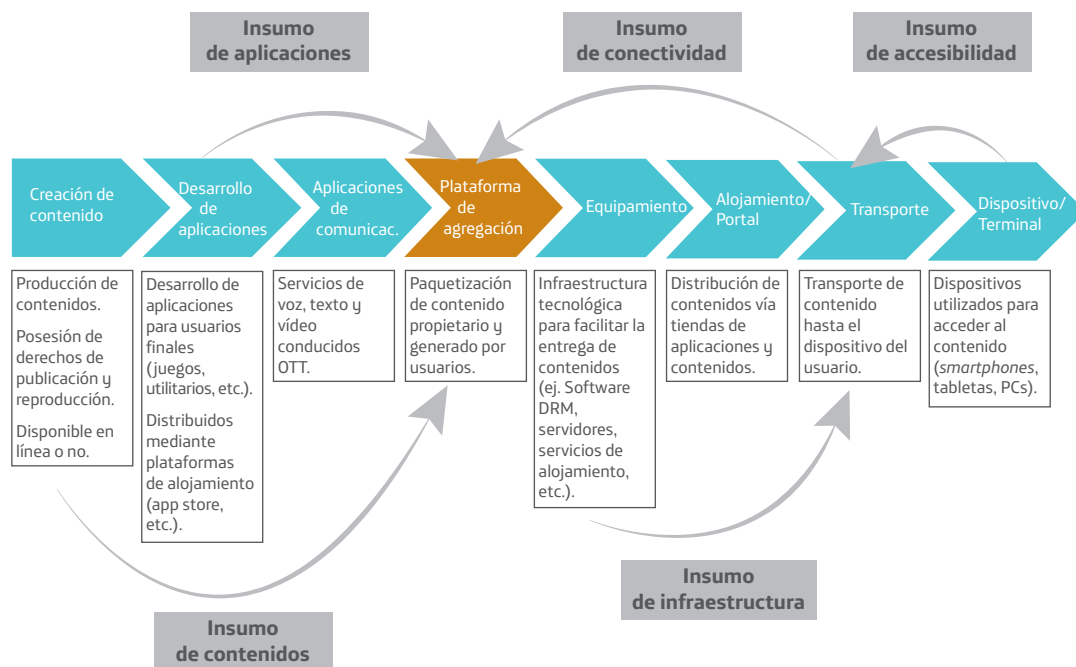 Insumo
de aplicaciones
Insumo
de conectividad
Insumo
de accesibilidad
Creación de
contenido
Desarrollo
de
aplicaciones
Aplicaciones
de
comunicac.
Plataforma
de
agregación
Equipamiento
Alojamiento/
Portal
Transporte
Dispositivo/
Terminal
Producción de
contenidos.
Posesión de
derechos de
publicación y
reproducción.
Disponible en
línea o no.
Desarrollo de
aplicaciones
para usuarios
finales
(juegos,
utilitarios, etc.).
Distribuidos
mediante
plataformas
de alojamiento
(app store,
etc.).
Servicios de
voz, texto y
vídeo
conducidos
OTT.
Paquetización
de contenido
propietario y
generado por
usuarios.
Infraestructura
tecnológica
para facilitar la
entrega de
contenidos
(ej. Software
DRM,
servidores,
servicios de
alojamiento,
etc.).
Distribución de
contenidos vía
tiendas de
aplicaciones y
contenidos.
Transporte de
contenido
hasta el
dispositivo del
usuario.
Dispositivos
utilizados para
acceder al
contenido
(smartphones,
tabletas, PCs).
Insumo
de contenidos
Insumo
de infraestructura